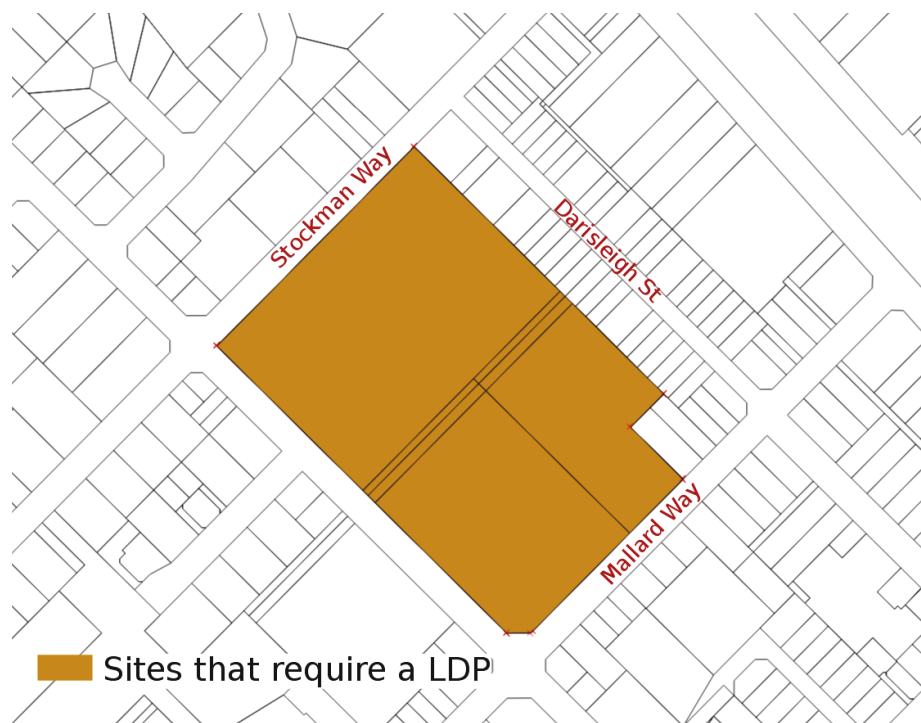 Stockman Way
Darisleigh St
Mallard Way
Sites that require a LDP